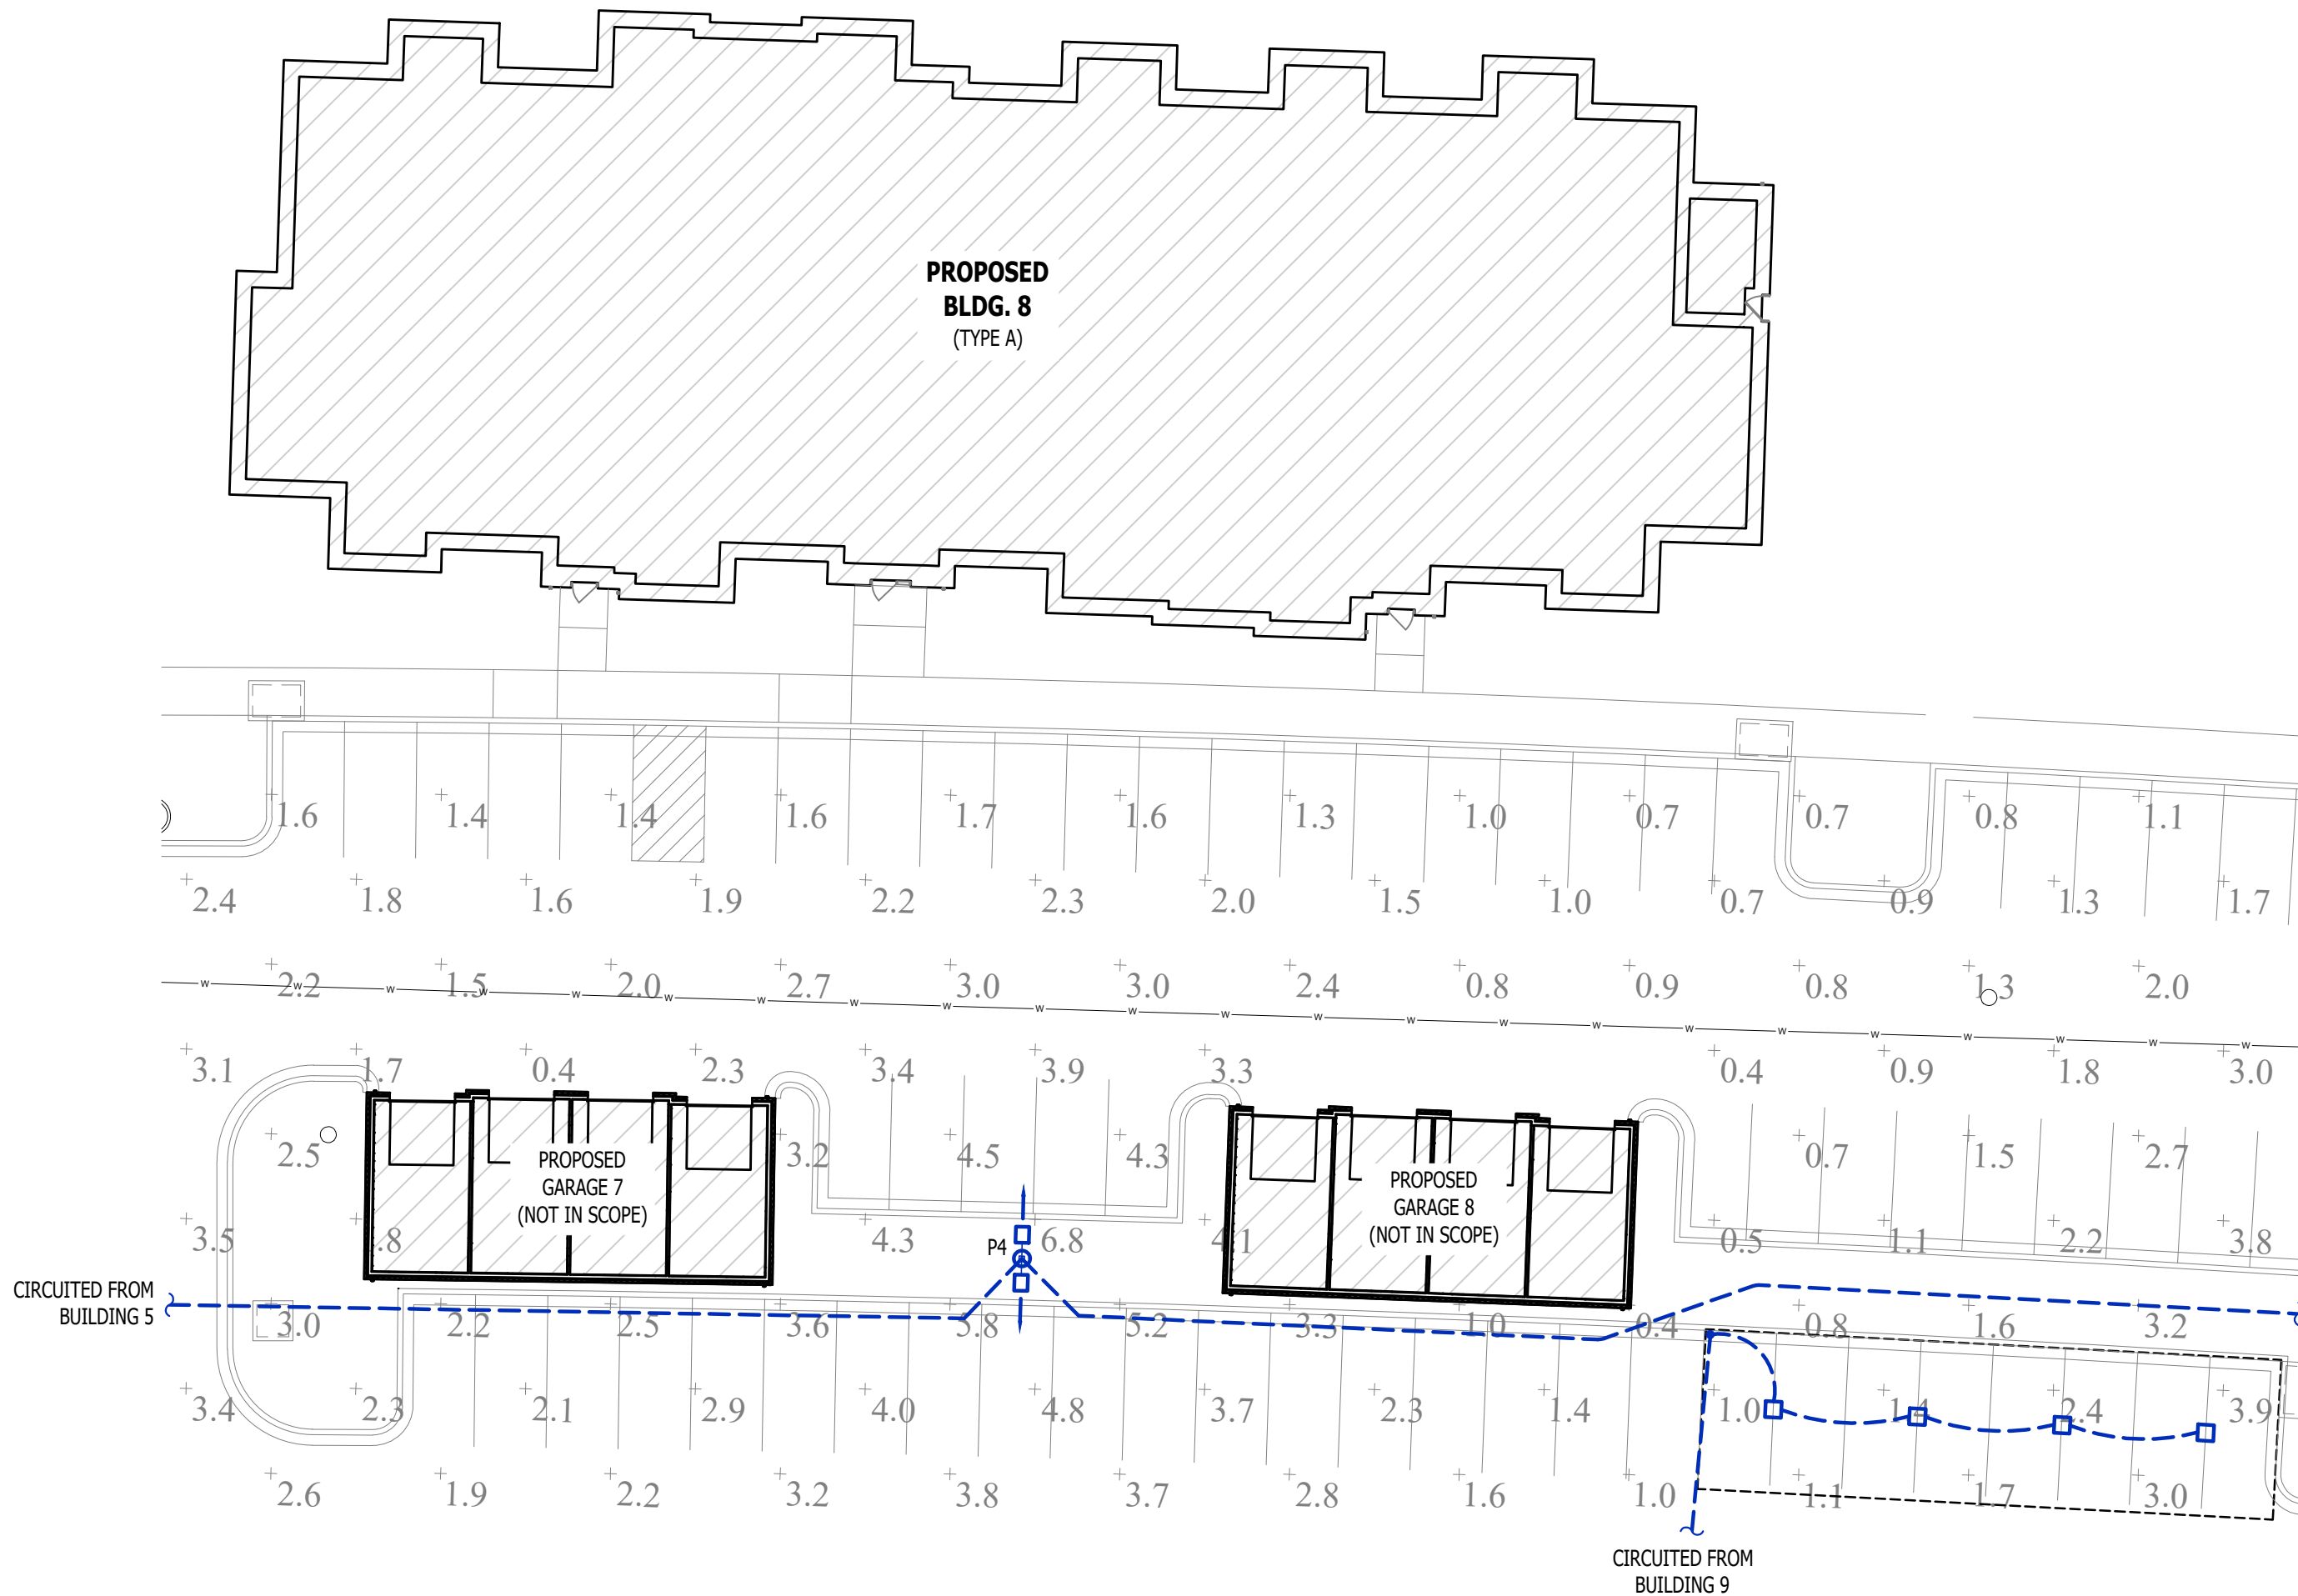 PROPOSED
BLDG. 8
(TYPE A)
1.6 1.4 1.4 1.6 1.7 1.6 1.3 1.0 0.7 0.7 0.8 1.1
2.4 1.8 1.6 1.9 2.2 2.3 2.0 1.5 1.0 0.7 0.9 1.3 1.7
2.2 1.5 2.0 2.7 3.0 3.0 2.4 0.8 0.9 0.8 1.3 2.0
W W W W W W W W W W W W W W W W W W W W W W W
3.1 1.7 0.4 2.3 3.4 3.9 3.3 0.4 0.9 1.8 3.0
2.5 3.2 4.5 4.3 0.7 1.5 2.7
PROPOSED
GARAGE 7
(NOT IN SCOPE)
PROPOSED
GARAGE 8
(NOT IN SCOPE)
3.5 .8 4.3 P4 6.8 4.1 0.5 1.1 2.2 3.8
CIRCUITED FROM
BUILDING 5
3.0 2.2 2.5 3.6 5.8 5.2 3.3 1.0 0.4 0.8 1.6 3.2
3.4 2.3 2.1 2.9 4.0 4.8 3.7 2.3 1.4 1.0 1.4 2.4 3.9
2.6 1.9 2.2 3.2 3.8 3.7 2.8 1.6 1.0 1.1 1.7 3.0
CIRCUITED FROM
BUILDING 9